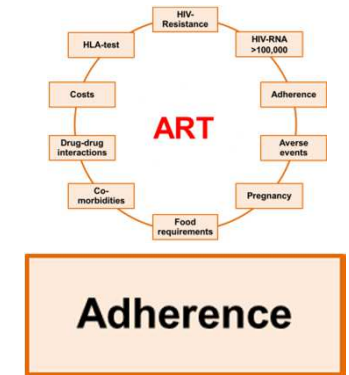 HIV-
Resistance
HIV-RNA
>100,000
Adherence
Averse
events
Pregnancy
Food
requirements
Co-
morbidities
Drug-drug
interactions
Costs
HLA-test
ART
Adherence